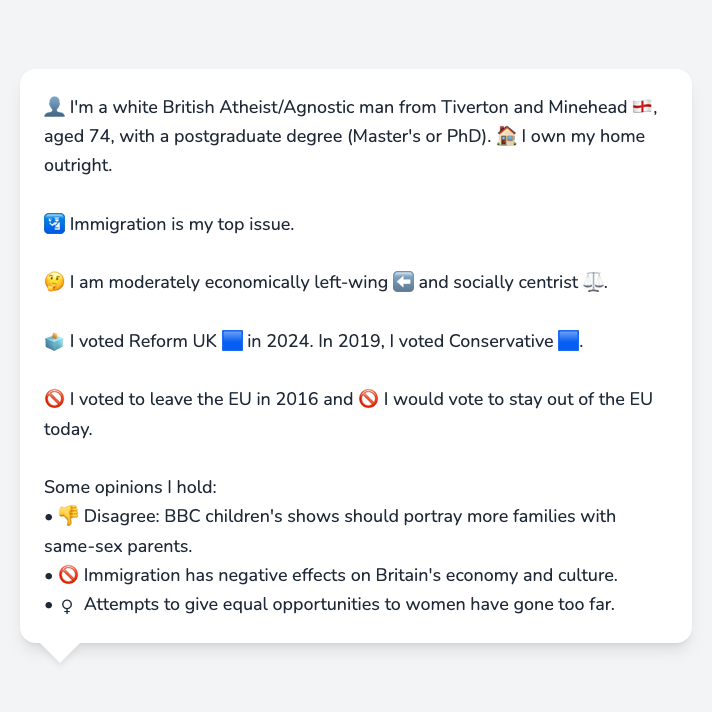 👤 I'm a white British Atheist/Agnostic man from Tiverton and Minehead 🏴󠁧󠁢󠁥󠁮󠁧󠁿,
aged 74, with a postgraduate degree (Master's or PhD). 🏠 I own my home
outright.
🛂 Immigration is my top issue.
🤔 I am moderately economically left-wing ⬅️ and socially centrist ⚖️.
🗳️ I voted Reform UK 🟦 in 2024. In 2019, I voted Conservative 🟦.
🚫 I voted to leave the EU in 2016 and 🚫 I would vote to stay out of the EU
today.
Some opinions I hold:
• 👎 Disagree: BBC children's shows should portray more families with
same-sex parents.
• 🚫 Immigration has negative effects on Britain's economy and culture.
• ♀ Attempts to give equal opportunities to women have gone too far.